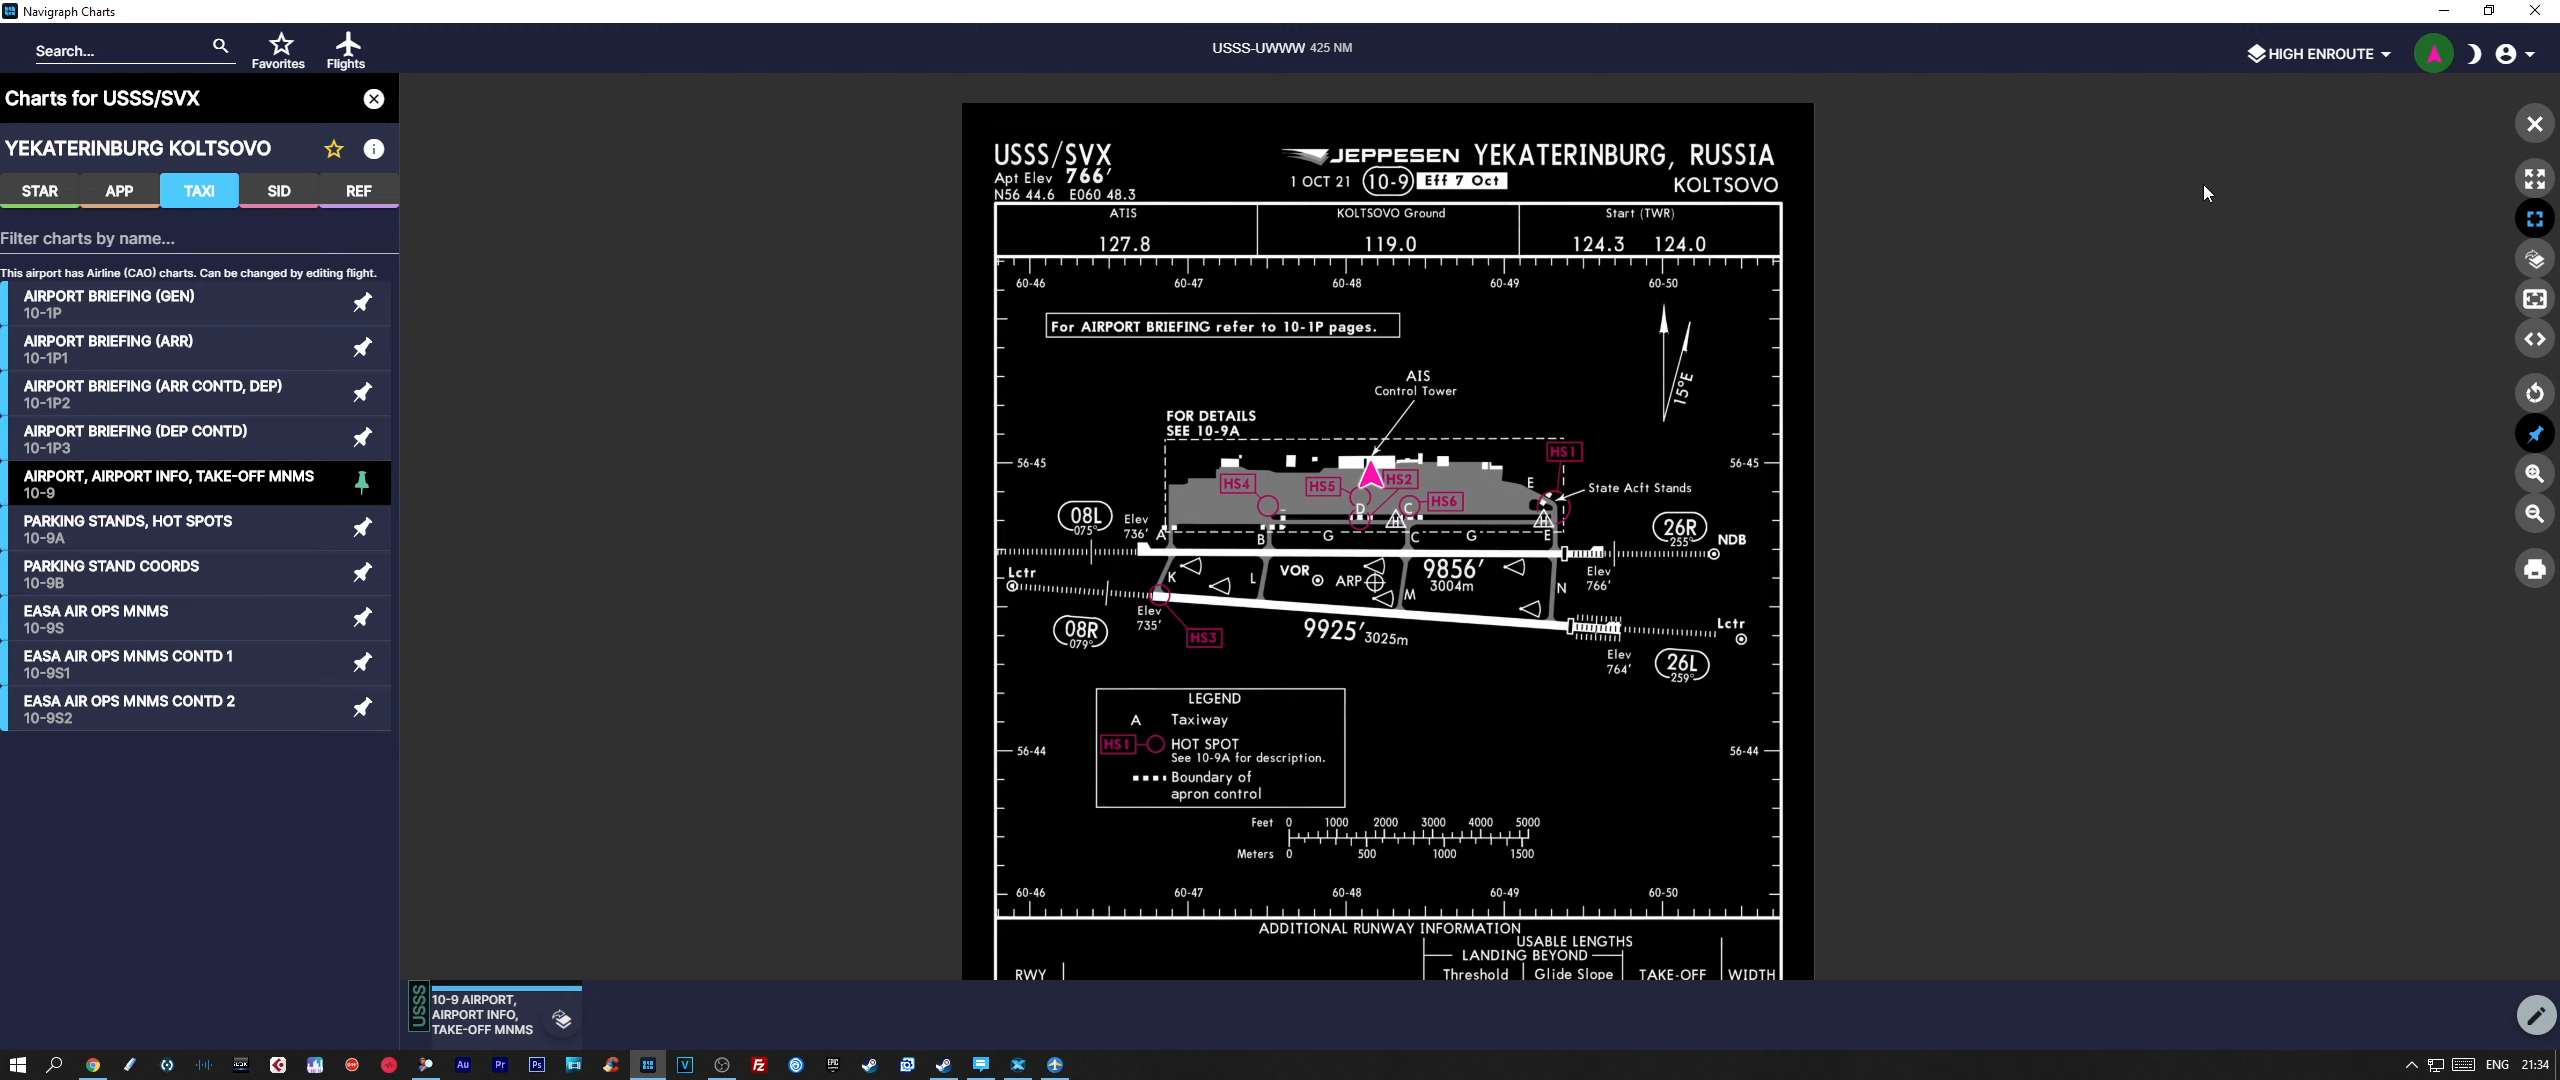 Navigraph Charts
Search...
Favorites
Flights
USSS-UWWW 425 NM
HIGH ENROUTE
Charts for USSS/SVX
YEKATERINBURG KOLTSOVO
STAR APP TAXI SID REF
Filter charts by name...
This airport has Airline (CAO) charts. Can be changed by editing flight.
AIRPORT BRIEFING (GEN)
10-1P
AIRPORT BRIEFING (ARR)
10-1P1
AIRPORT BRIEFING (ARR CONTD, DEP)
10-1P2
AIRPORT BRIEFING (DEP CONTD)
10-1P3
AIRPORT, AIRPORT INFO, TAKE-OFF MNMS
10-9
PARKING STANDS, HOT SPOTS
10-9A
PARKING STAND COORDS
10-9B
EASA AIR OPS MNMS
10-9S
EASA AIR OPS MNMS CONTD 1
10-9S1
EASA AIR OPS MNMS CONTD 2
10-9S2
USSS/SVX
Apt Elev 766'
N56 44.6 E060 48.3
JEPPESEN YEKATERINBURG, RUSSIA
1 OCT 21 10-9 Eff 7 Oct
KOLTSOVO
ATIS KOLTSOVO Ground Start (TWR)
127.8 119.0 124.3 124.0
60-46 60-47 60-48 60-49 60-50
For AIRPORT BRIEFING refer to 10-1P pages.
15°E
AIS
Control Tower
FOR DETAILS
SEE 10-9A
HS1
56-45 56-45
HS4 HS5 HS2 E State Acft Stands
HS6
D C
H H
08L
075°
Elev
736'
A B G C G E
26R
255°
NDB
Lctr
K L VOR ARP 9856'
3004m
M N
Elev
766'
Elev
735'
08R
079°
HS3
9925' 3025m
Lctr
Elev
764'
26L
259°
LEGEND
A Taxiway
HS1 HOT SPOT
See 10-9A for description.
Boundary of
apron control
56-44 56-44
Feet 0 1000 2000 3000 4000 5000
Meters 0 500 1000 1500
60-46 60-47 60-48 60-49 60-50
ADDITIONAL RUNWAY INFORMATION
USABLE LENGTHS
LANDING BEYOND
RWY Threshold Glide Slope TAKE-OFF WIDTH
USSS
10-9 AIRPORT,
AIRPORT INFO,
TAKE-OFF MNMS
Au Pr Ps V FZ EPIC
ENG 21:34